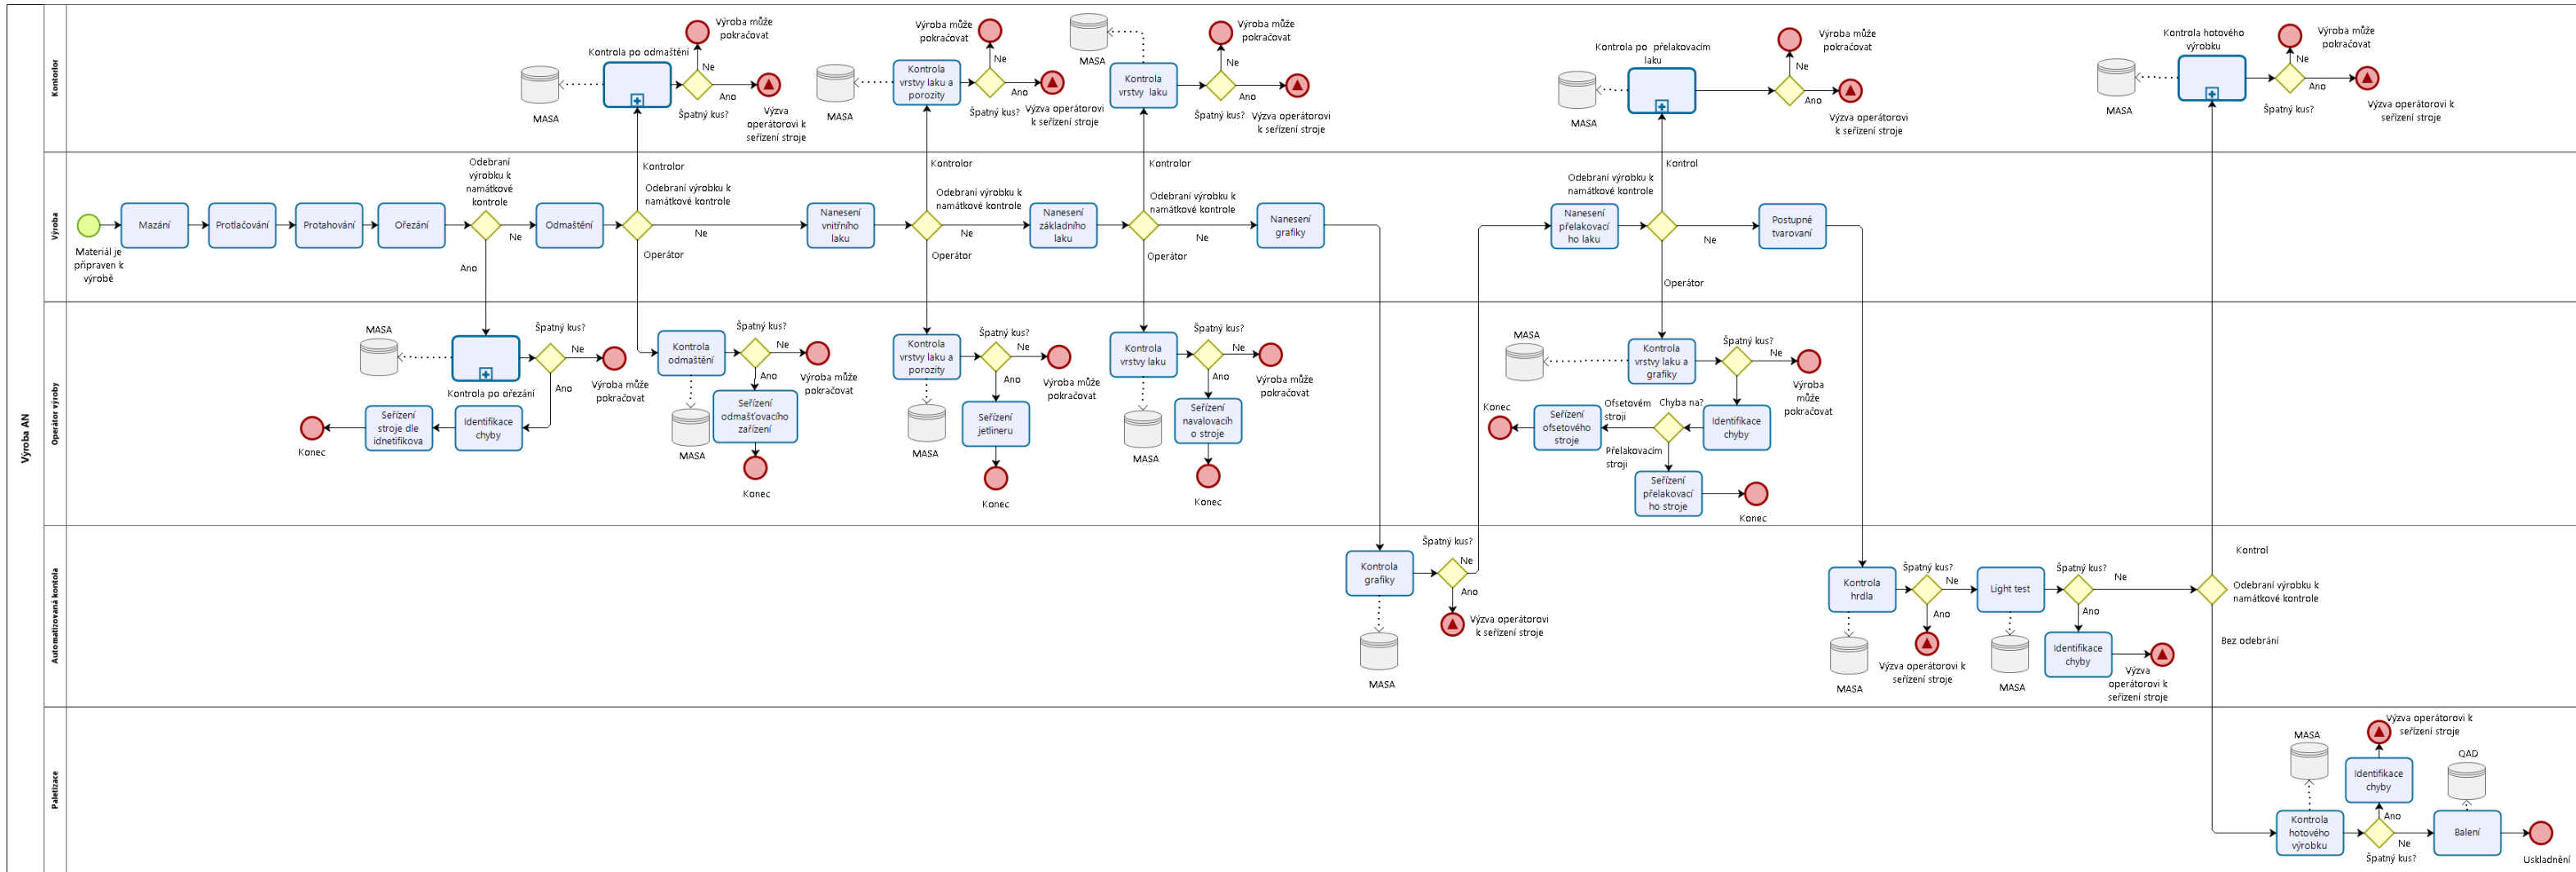 Výroba AN
Kontorlor
MASA
Kontrola po odmaštění
Výroba může
pokračovat
Ne
Ano
Špatný kus?
Výzva
operátorovi k
seřízení stroje
MASA
Kontrola
vrstvy laku a
porozity
Výroba může
pokračovat
Ne
Ano
Špatný kus?
Výzva operátorovi
k seřízení stroje
MASA
Kontrola
vrstvy laku
Výroba může
pokračovat
Ne
Ano
Špatný kus?
Výzva operátorovi
k seřízení stroje
MASA
Kontrola po přelakovacím
laku
Výroba může
pokračovat
Ne
Ano
Výzva operátorovi
k seřízení stroje
MASA
Kontrola hotového
výrobku
Výroba může
pokračovat
Ne
Ano
Špatný kus?
Výzva operátorovi k
seřízení stroje
Výroba
Materiál je
připraven k
výrobě
Mazání
Protlačování
Protahování
Ořezání
Odebraní
výrobku k
namátkové
kontrole
Ne
Ano
Odmaštění
Kontrolor
Odebraní výrobku k
namátkové kontrole
Ne
Operátor
Nanesení
vnitřního
laku
Kontrolor
Odebraní výrobku k
namátkové kontrole
Ne
Operátor
Nanesení
základního
laku
Kontrolor
Odebraní výrobku k
namátkové kontrole
Ne
Operátor
Nanesení
grafiky
Nanesení
přelakovací
ho laku
Kontrol
Odebraní výrobku k
namátkové kontrole
Ne
Operátor
Postupné
tvarovaní
Operátor výroby
MASA
Kontrola po ořezání
Špatný kus?
Ne
Ano
Výroba může
pokračovat
Identifikace
chyby
Seřízení
stroje dle
idnetifikova
Konec
Kontrola
odmaštění
MASA
Špatný kus?
Ne
Ano
Výroba může
pokračovat
Seřízení
odmašťovacího
zařízení
Konec
Kontrola
vrstvy laku a
porozity
MASA
Špatný kus?
Ne
Ano
Výroba může
pokračovat
Seřízení
jetlineru
Konec
Kontrola
vrstvy laku
MASA
Špatný kus?
Ne
Ano
Výroba může
pokračovat
Seřízení
navalovacíh
o stroje
Konec
MASA
Kontrola
vrstvy laku a
grafiky
Špatný kus?
Ne
Ano
Výroba
může
pokračovat
Identifikace
chyby
Chyba na?
Ofsetovém
stroji
Seřízení
ofsetového
stroje
Konec
Přelakovacím
stroji
Seřízení
přelakovací
ho stroje
Konec
Automatizovaná kontola
Kontrola
grafiky
MASA
Špatný kus?
Ne
Ano
Výzva operátorovi
k seřízení stroje
Kontrola
hrdla
MASA
Špatný kus?
Ne
Ano
Výzva operátorovi k
seřízení stroje
Light test
MASA
Špatný kus?
Ne
Ano
Identifikace
chyby
Výzva
operátorovi k
seřízení stroje
Kontrol
Odebraní výrobku k
namátkové kontrole
Bez odebrání
Paletizace
MASA
Kontrola
hotového
výrobku
Výzva operátorovi k
seřízení stroje
Identifikace
chyby
Ano
Ne
Špatný kus?
QAD
Balení
Uskladnění